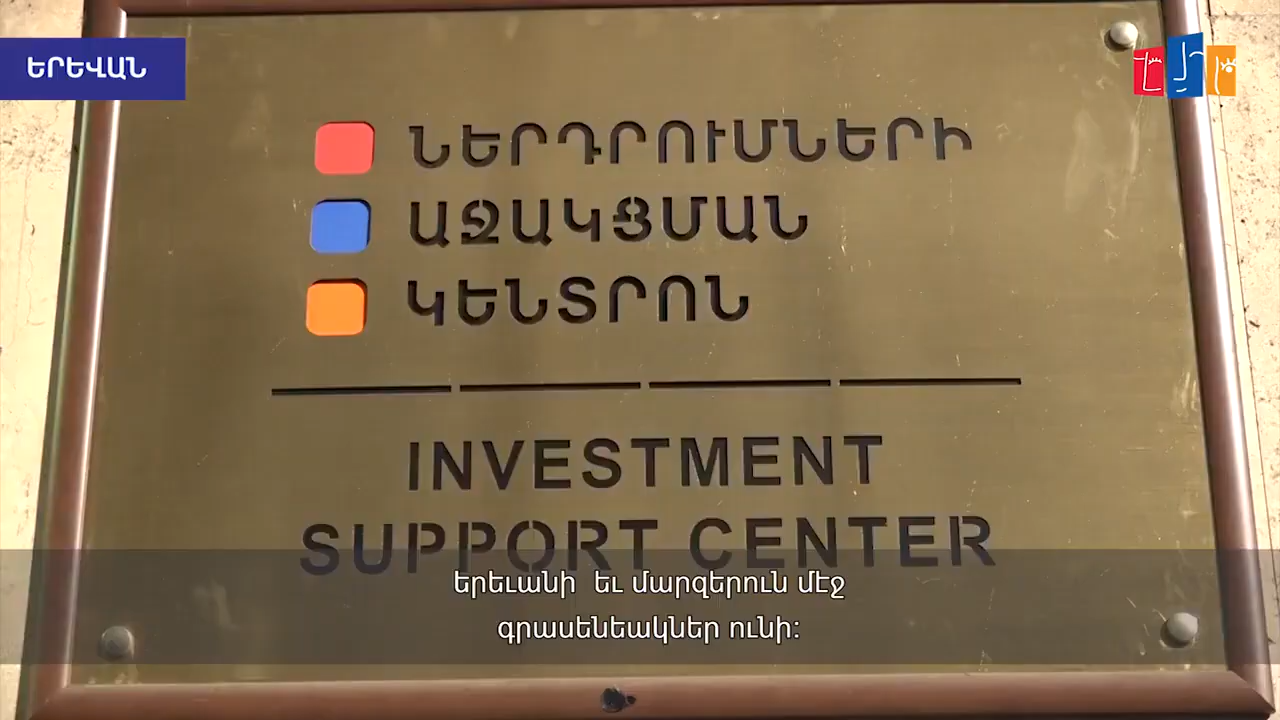 ԵՐԵՎԱՆ
ՆԵՐԴՐՈՒՄՆԵՐԻ
ԱՋԱԿՑՄԱՆ
ԿԵՆՏՐՈՆ
INVESTMENT
SUPPORT CENTER
երեւանի եւ մարզերուն մէջ
գրասենեակներ ունի: